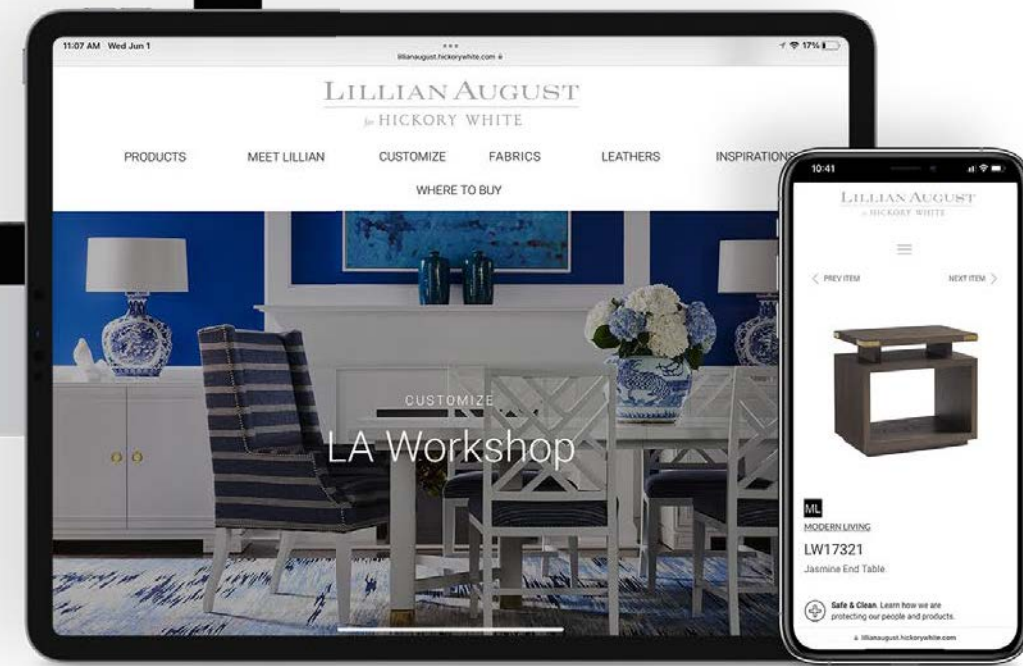 11:07 AM Wed Jun 1
lillianaugust.hickorywhite.com
17%
LILLIAN AUGUST
for HICKORY WHITE
PRODUCTS MEET LILLIAN CUSTOMIZE FABRICS LEATHERS INSPIRATIONS
WHERE TO BUY
CUSTOMIZE
LA Workshop
10:41
LILLIAN AUGUST
for HICKORY WHITE
PREV ITEM NEXT ITEM
ML
MODERN LIVING
LW17321
Jasmine End Table
Safe & Clean. Learn how we are
protecting our people and products.
lillianaugust.hickorywhite.com